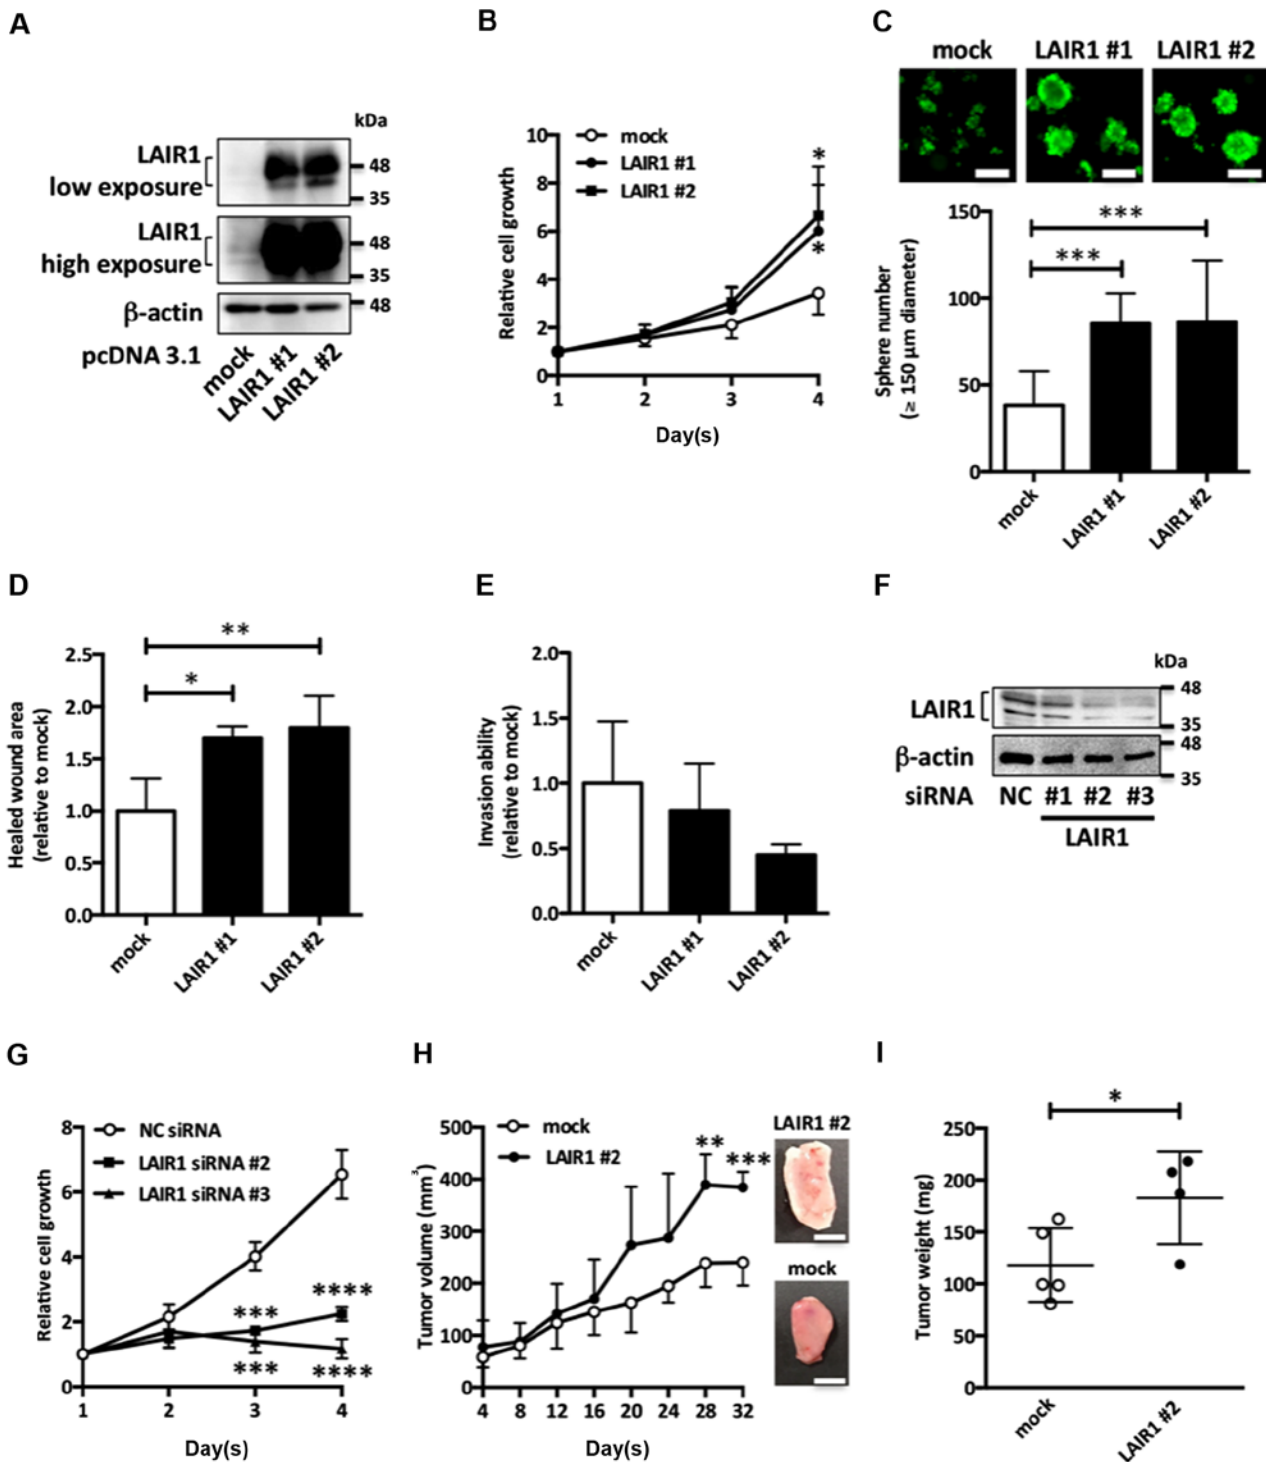 A
kDa
LAIR1
low exposure
48
35
LAIR1
high exposure
48
35
β-actin
48
pcDNA 3.1
mock
LAIR1 #1
LAIR1 #2
B
Relative cell growth
10
8
6
4
2
0
mock
LAIR1 #1
LAIR1 #2
*
*
1 2 3 4
Day(s)
C
mock LAIR1 #1 LAIR1 #2
Sphere number
(≥ 150 µm diameter)
150
100
50
0
***
***
mock
LAIR1 #1
LAIR1 #2
D
Healed wound area
(relative to mock)
2.5
2.0
1.5
1.0
0.5
0.0
**
*
mock
LAIR1 #1
LAIR1 #2
E
Invasion ability
(relative to mock)
2.0
1.5
1.0
0.5
0.0
mock
LAIR1 #1
LAIR1 #2
F
kDa
LAIR1
48
35
β-actin
48
35
siRNA NC #1 #2 #3
LAIR1
G
Relative cell growth
8
6
4
2
0
NC siRNA
LAIR1 siRNA #2
LAIR1 siRNA #3
***
****
***
****
1 2 3 4
Day(s)
H
Tumor volume (mm³)
500
400
300
200
100
0
mock
LAIR1 #2
**
***
4 8 12 16 20 24 28 32
Day(s)
LAIR1 #2
mock
I
Tumor weight (mg)
250
200
150
100
50
0
*
mock
LAIR1 #2